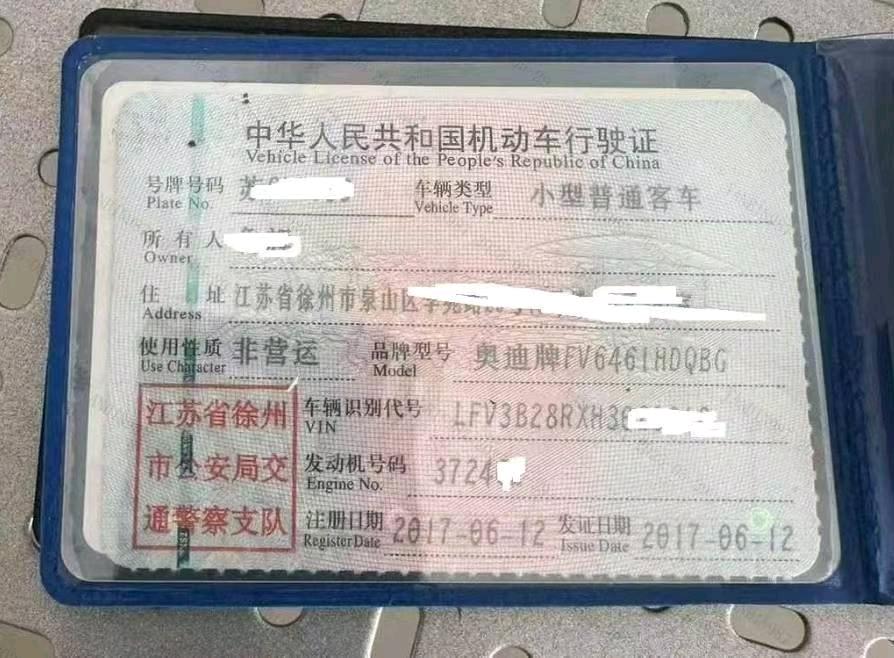 中华人民共和国机动车行驶证
Vehicle License of the People's Republic of China
号牌号码 苏 车辆类型 小型普通客车
Plate No. Vehicle Type
所有人
Owner
住址 江苏省徐州市泉山区
Address
使用性质 非营运 品牌型号 奥迪牌FV6461HDQBG
Use Character Model
江苏省徐州 车辆识别代号 LFV3B28RXH36
VIN
市公安局交 发动机号码 3724
Engine No.
通警察支队 注册日期 2017-06-12 发证日期 2017-06-12
Register Date Issue Date